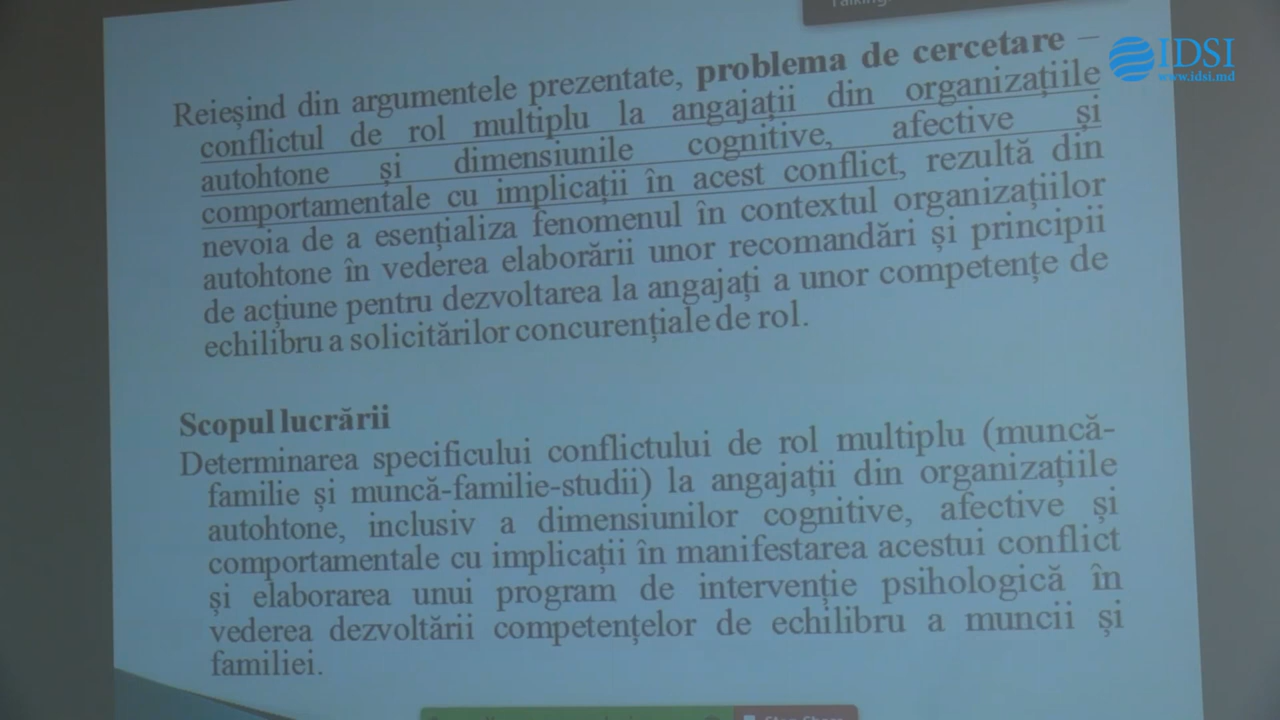 Talking:
IDSI
www.idsi.md
Reieșind din argumentele prezentate, problema de cercetare –
conflictul de rol multiplu la angajații din organizațiile
autohtone și dimensiunile cognitive, afective și
comportamentale cu implicații în acest conflict, rezultă din
nevoia de a esențializa fenomenul în contextul organizațiilor
autohtone în vederea elaborării unor recomandări și principii
de acțiune pentru dezvoltarea la angajați a unor competențe de
echilibru a solicitărilor concurențiale de rol.
Scopul lucrării
Determinarea specificului conflictului de rol multiplu (muncă-
familie și muncă-familie-studii) la angajații din organizațiile
autohtone, inclusiv a dimensiunilor cognitive, afective și
comportamentale cu implicații în manifestarea acestui conflict
și elaborarea unui program de intervenție psihologică în
vederea dezvoltării competențelor de echilibru a muncii și
familiei.
Stop Share